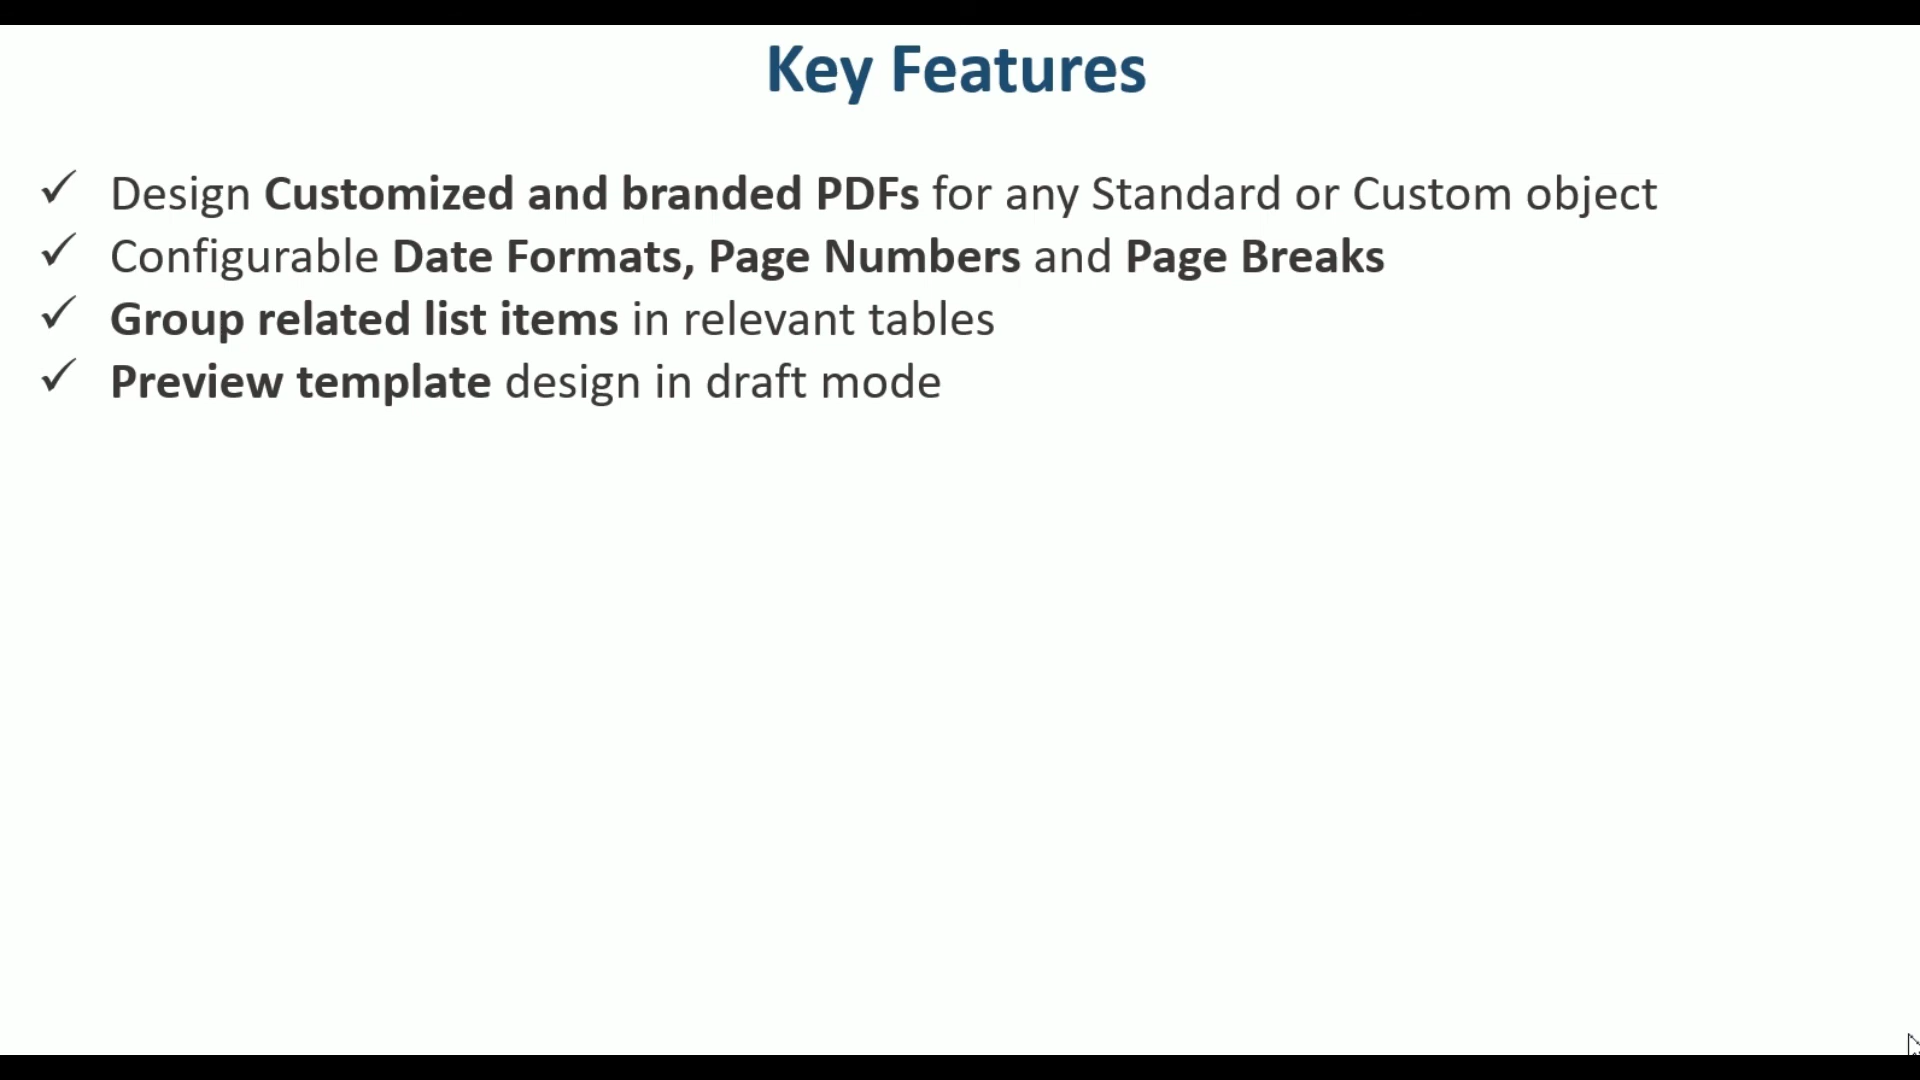 Key Features
✓ Design Customized and branded PDFs for any Standard or Custom object
✓ Configurable Date Formats, Page Numbers and Page Breaks
✓ Group related list items in relevant tables
✓ Preview template design in draft mode